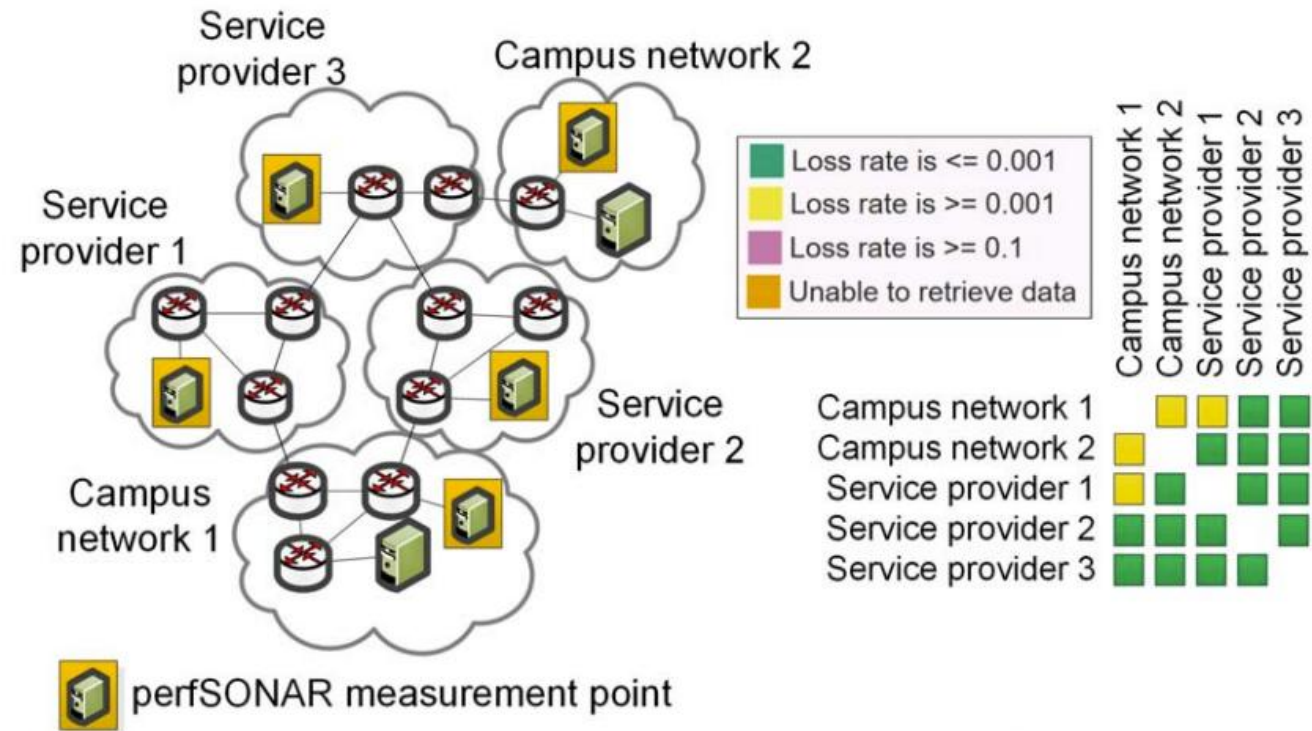 Service
provider 3
Campus network 2
Service
provider 1
Service
provider 2
Campus
network 1
perfSONAR measurement point
Loss rate is <= 0.001
Loss rate is >= 0.001
Loss rate is >= 0.1
Unable to retrieve data
Campus network 1
Campus network 2
Service provider 1
Service provider 2
Service provider 3
Campus network 1
Campus network 2
Service provider 1
Service provider 2
Service provider 3